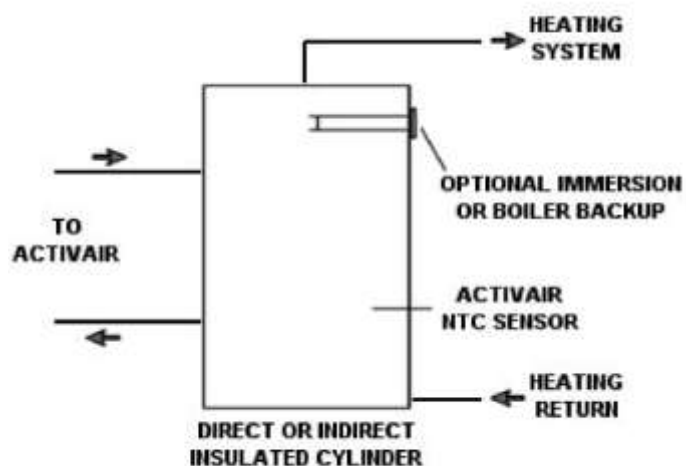 HEATING
SYSTEM
OPTIONAL IMMERSION
OR BOILER BACKUP
TO
ACTIVAIR
ACTIVAIR
NTC SENSOR
HEATING
RETURN
DIRECT OR INDIRECT
INSULATED CYLINDER